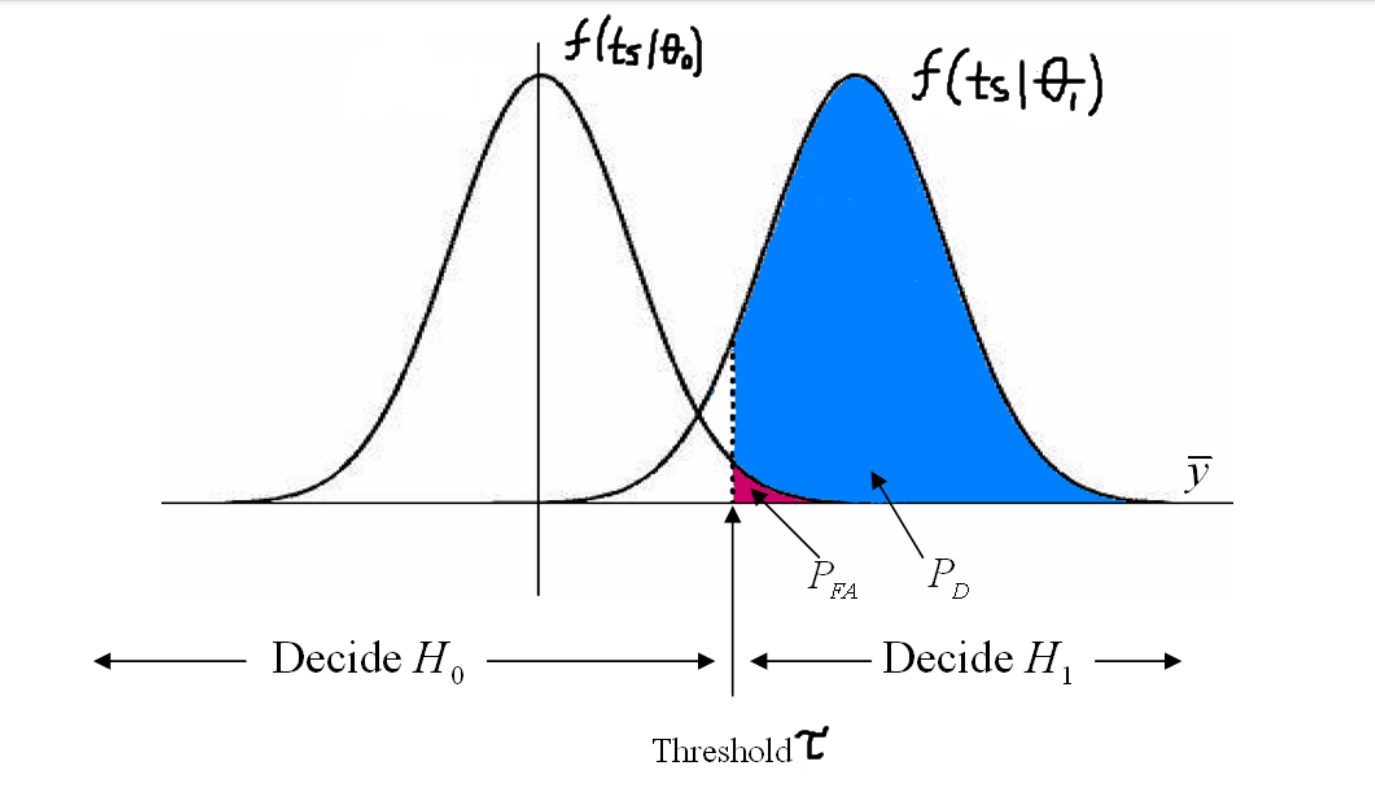 f(ts|θ₀)
f(ts|θ₁)
y̅
P_FA
P_D
Decide H₀
Decide H₁
Threshold τ